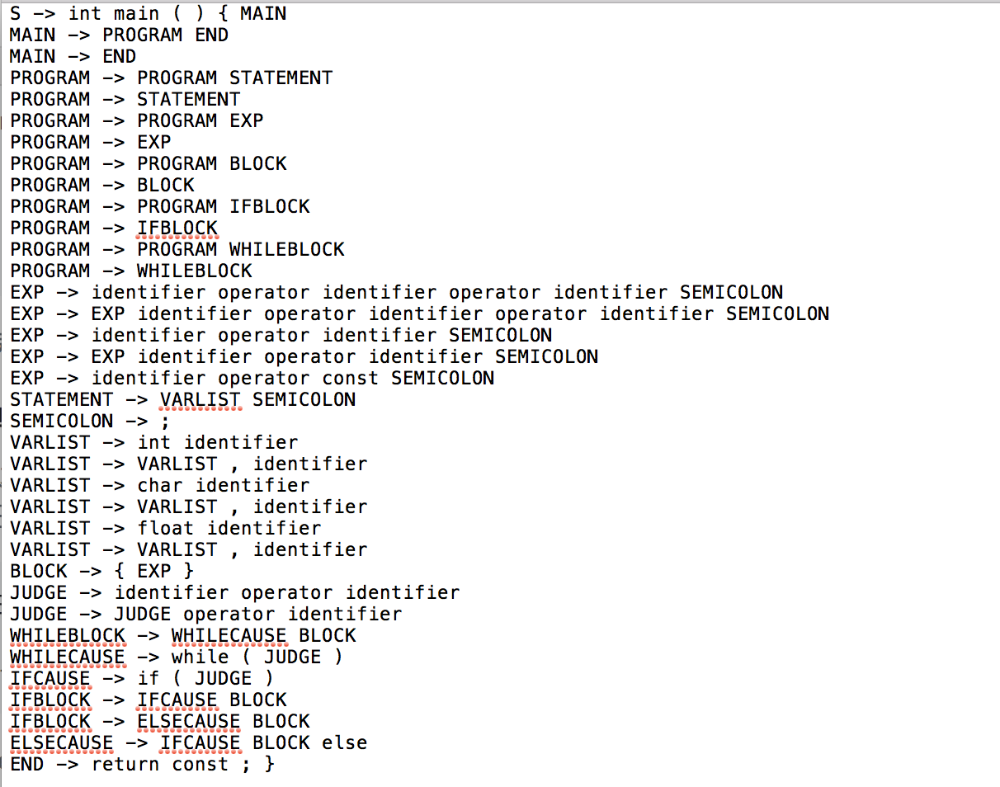 S -> int main ( ) { MAIN
MAIN -> PROGRAM END
MAIN -> END
PROGRAM -> PROGRAM STATEMENT
PROGRAM -> STATEMENT
PROGRAM -> PROGRAM EXP
PROGRAM -> EXP
PROGRAM -> PROGRAM BLOCK
PROGRAM -> BLOCK
PROGRAM -> PROGRAM IFBLOCK
PROGRAM -> IFBLOCK
PROGRAM -> PROGRAM WHILEBLOCK
PROGRAM -> WHILEBLOCK
EXP -> identifier operator identifier operator identifier SEMICOLON
EXP -> EXP identifier operator identifier operator identifier SEMICOLON
EXP -> identifier operator identifier SEMICOLON
EXP -> EXP identifier operator identifier SEMICOLON
EXP -> identifier operator const SEMICOLON
STATEMENT -> VARLIST SEMICOLON
SEMICOLON -> ;
VARLIST -> int identifier
VARLIST -> VARLIST , identifier
VARLIST -> char identifier
VARLIST -> VARLIST , identifier
VARLIST -> float identifier
VARLIST -> VARLIST , identifier
BLOCK -> { EXP }
JUDGE -> identifier operator identifier
JUDGE -> JUDGE operator identifier
WHILEBLOCK -> WHILECAUSE BLOCK
WHILECAUSE -> while ( JUDGE )
IFCAUSE -> if ( JUDGE )
IFBLOCK -> IFCAUSE BLOCK
IFBLOCK -> ELSECAUSE BLOCK
ELSECAUSE -> IFCAUSE BLOCK else
END -> return const ; }